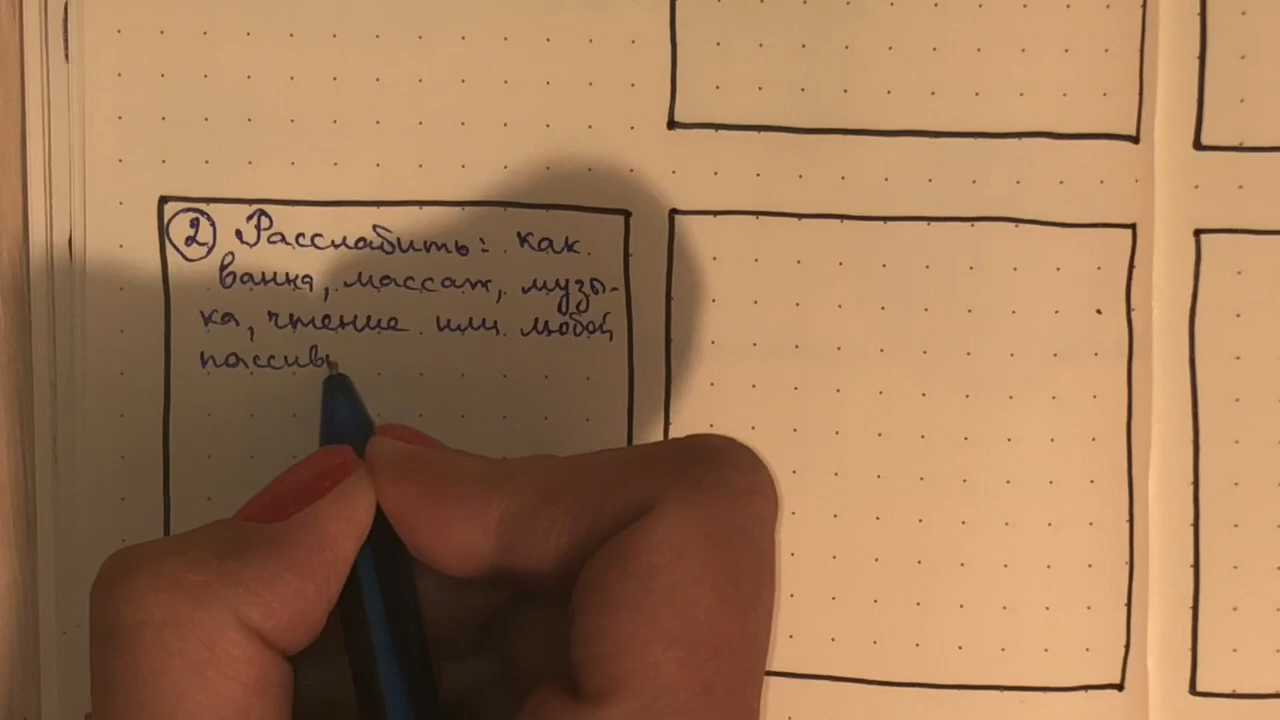 2 Расслабить: как
ванна, массаж, музы-
ка, чтение или любой
пассив